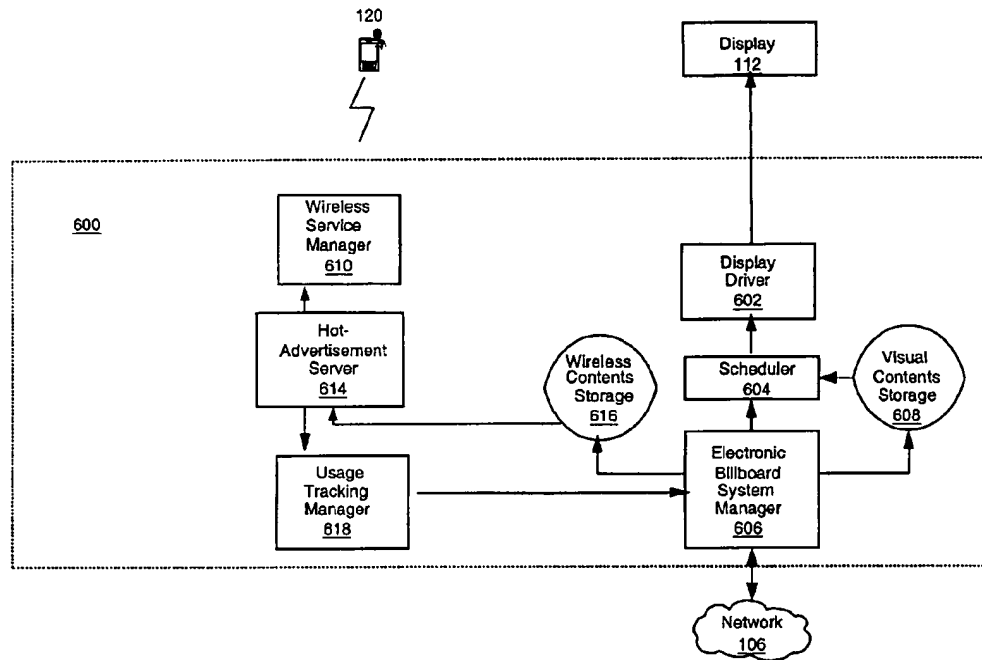 120
Display
112
600
Wireless
Service
Manager
610
Display
Driver
602
Hot-
Advertisement
Server
614
Wireless
Contents
Storage
616
Scheduler
604
Visual
Contents
Storage
608
Usage
Tracking
Manager
618
Electronic
Billboard
System
Manager
606
Network
106